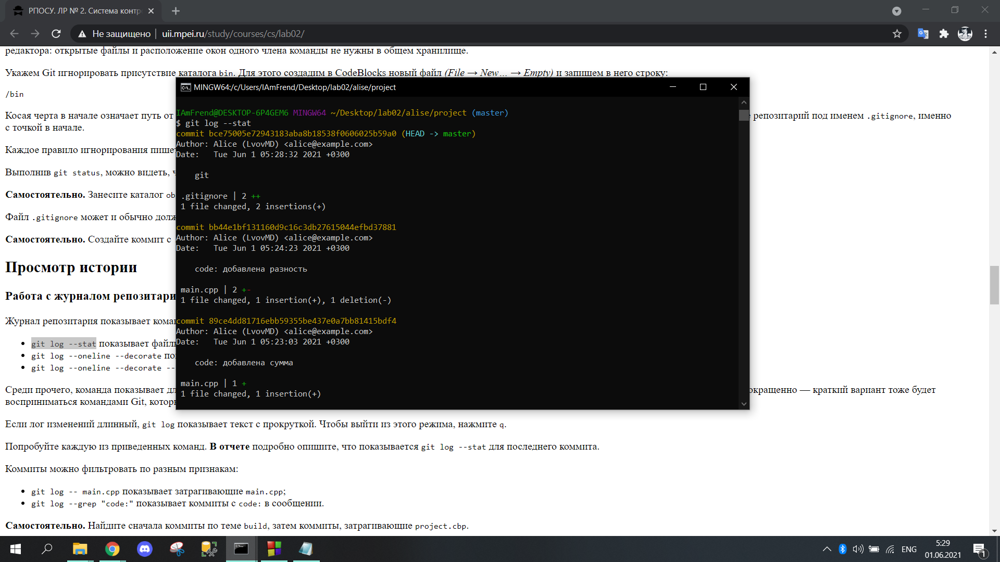 РПОСУ. ЛР № 2. Система контр
Не защищено | uii.mpei.ru/study/courses/cs/lab02/
редактора: открытые файлы и расположение окон одного члена команды не нужны в общем хранилище.
Укажем Git игнорировать присутствие каталога bin. Для этого создадим в CodeBlocks новый файл (File → New… → Empty) и запишем в него строку:
/bin
Косая черта в начале означает путь от репозитарий под именем .gitignore, именно
с точкой в начале.
Каждое правило игнорирования пишет
Выполнив git status, можно видеть, ч
Самостоятельно. Занесите каталог ob
Файл .gitignore может и обычно долж
Самостоятельно. Создайте коммит с
Просмотр истории
Работа с журналом репозитари
Журнал репозитария показывает кома
• git log --stat показывает файл
• git log --oneline --decorate по
• git log --oneline --decorate --
Среди прочего, команда показывает дл окращенно — краткий вариант тоже будет
восприниматься командами Git, котор
Если лог изменений длинный, git log показывает текст с прокруткой. Чтобы выйти из этого режима, нажмите q.
Попробуйте каждую из приведенных команд. В отчете подробно опишите, что показывается git log --stat для последнего коммита.
Коммиты можно фильтровать по разным признакам:
• git log -- main.cpp показывает затрагивающие main.cpp;
• git log --grep "code:" показывает коммиты с code: в сообщении.
Самостоятельно. Найдите сначала коммиты по теме build, затем коммиты, затрагивающие project.cbp.
MINGW64:/c/Users/IAmFrend/Desktop/lab02/alise/project
IAmFrend@DESKTOP-6P4GEM6 MINGW64 ~/Desktop/lab02/alise/project (master)
$ git log --stat
commit bce75005e72943183aba8b18538f0606025b59a0 (HEAD -> master)
Author: Alice (LvovMD) <alice@example.com>
Date:   Tue Jun 1 05:28:32 2021 +0300
git
.gitignore | 2 ++
1 file changed, 2 insertions(+)
commit bb44e1bf131160d9c16c3db27615044efbd37881
Author: Alice (LvovMD) <alice@example.com>
Date:   Tue Jun 1 05:24:23 2021 +0300
code: добавлена разность
main.cpp | 2 +-
1 file changed, 1 insertion(+), 1 deletion(-)
commit 89ce4dd81716ebb59355be437e0a7bb81415bdf4
Author: Alice (LvovMD) <alice@example.com>
Date:   Tue Jun 1 05:23:03 2021 +0300
code: добавлена сумма
main.cpp | 1 +
1 file changed, 1 insertion(+)
ENG
5:29
01.06.2021
1